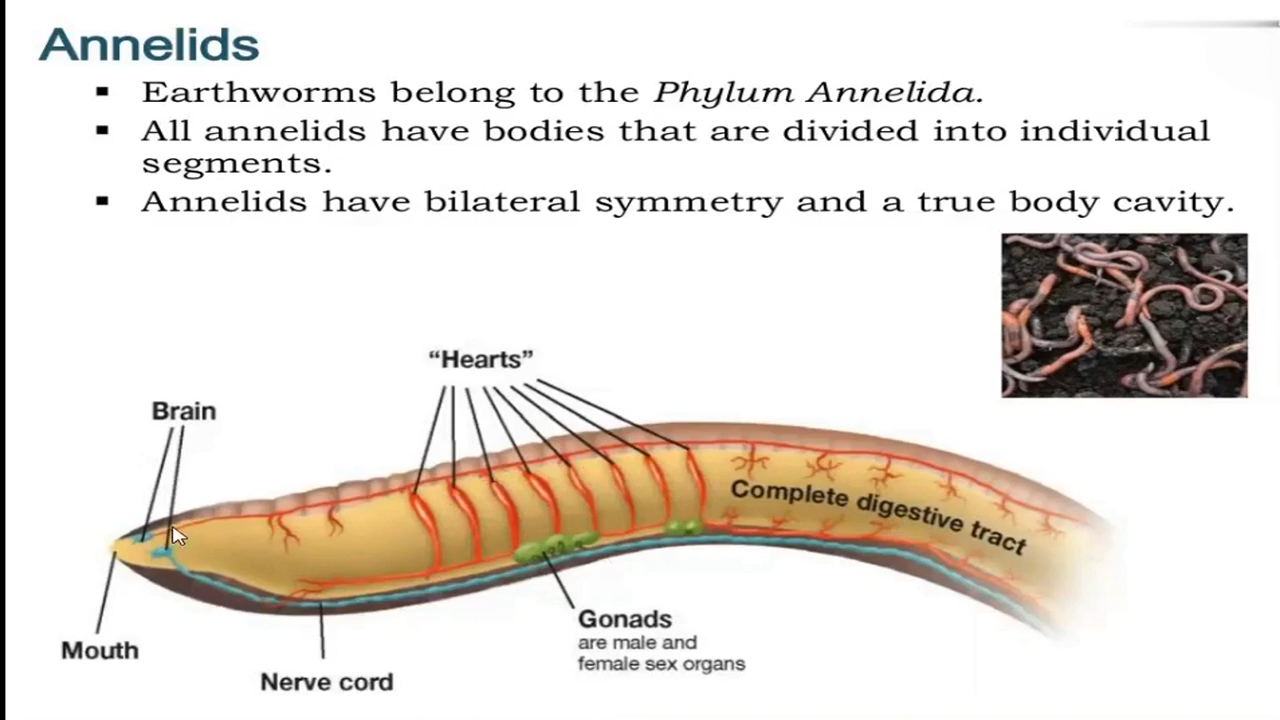 Annelids
▪ Earthworms belong to the Phylum Annelida.
▪ All annelids have bodies that are divided into individual
segments.
▪ Annelids have bilateral symmetry and a true body cavity.
“Hearts”
Brain
Complete digestive tract
Mouth
Nerve cord
Gonads
are male and
female sex organs